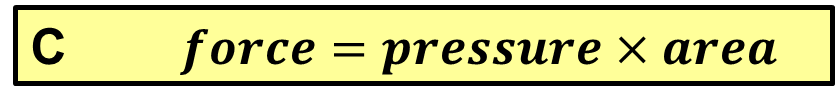 C force = pressure × area